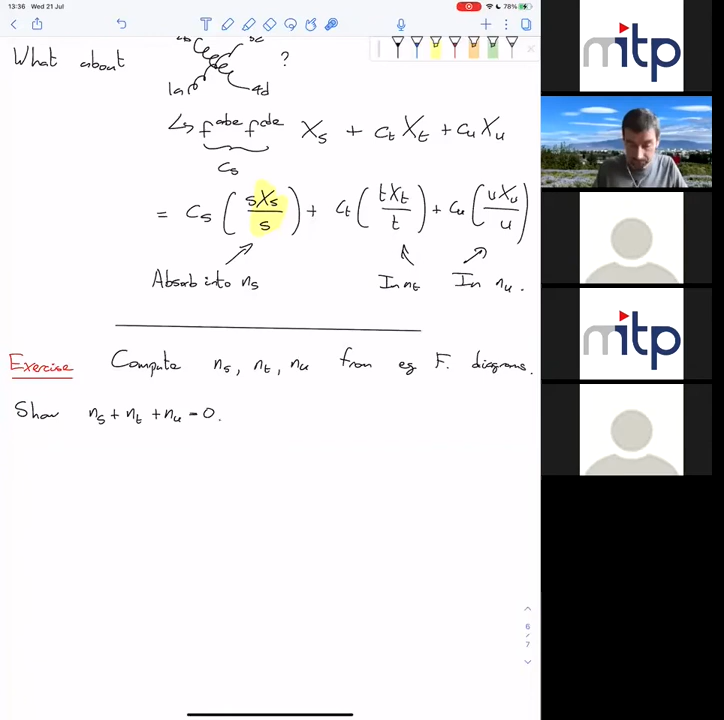 13:36 Wed 21 Jul
78%
What about ?
1a 4d
↳ f^abe f^cde X_s + c_t X_t + c_u X_u
c_s
= c_s ( sX_s / s ) + c_t ( tX_t / t ) + c_u ( uX_u / u )
Absorb into n_s In n_t In n_u .
Exercise Compute n_s, n_t, n_u from eg F. diagrams.
Show n_s + n_t + n_u = 0.
6
/
7
mitp
mitp